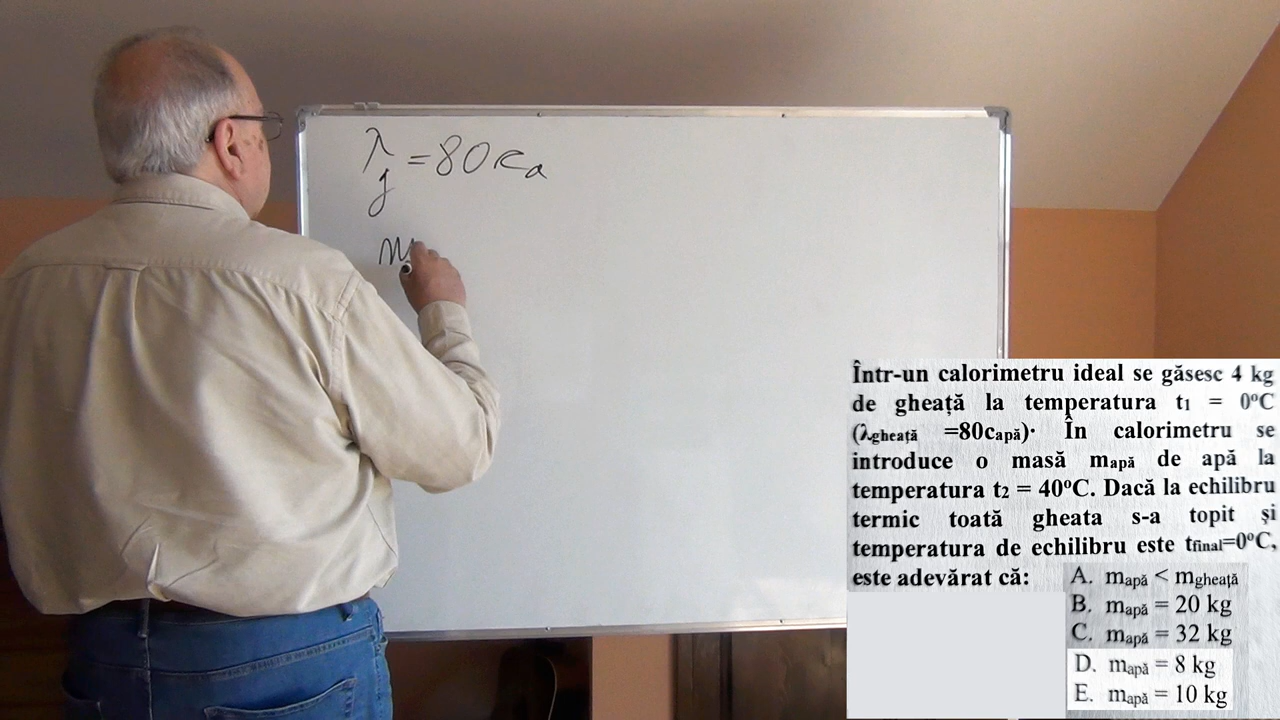 λg = 80ca
m
Într-un calorimetru ideal se găsesc 4 kg
de gheață la temperatura t₁ = 0ºC
(λgheață =80capă)· În calorimetru se
introduce o masă mapă de apă la
temperatura t₂ = 40ºC. Dacă la echilibru
termic toată gheata s-a topit și
temperatura de echilibru este tfinal=0ºC,
este adevărat că:
A. mapă < mgheață
B. mapă = 20 kg
C. mapă = 32 kg
D. mapă = 8 kg
E. mapă = 10 kg